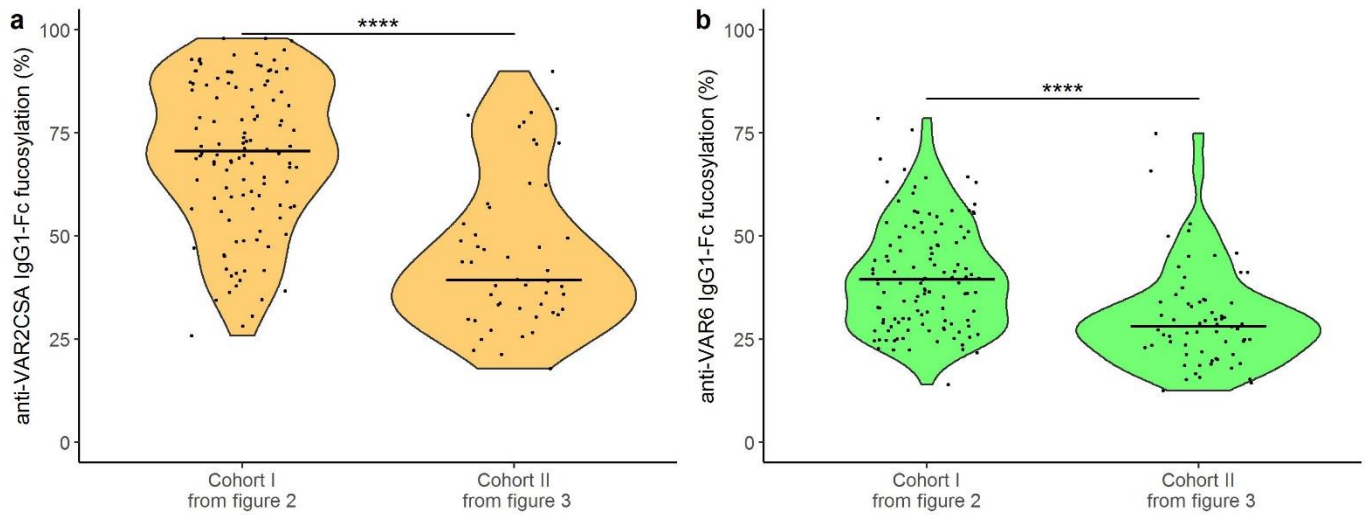 a
anti-VAR2CSA IgG1-Fc fucosylation (%)
100
75
50
25
0
****
Cohort I
from figure 2
Cohort II
from figure 3
b
anti-VAR6 IgG1-Fc fucosylation (%)
100
75
50
25
0
****
Cohort I
from figure 2
Cohort II
from figure 3